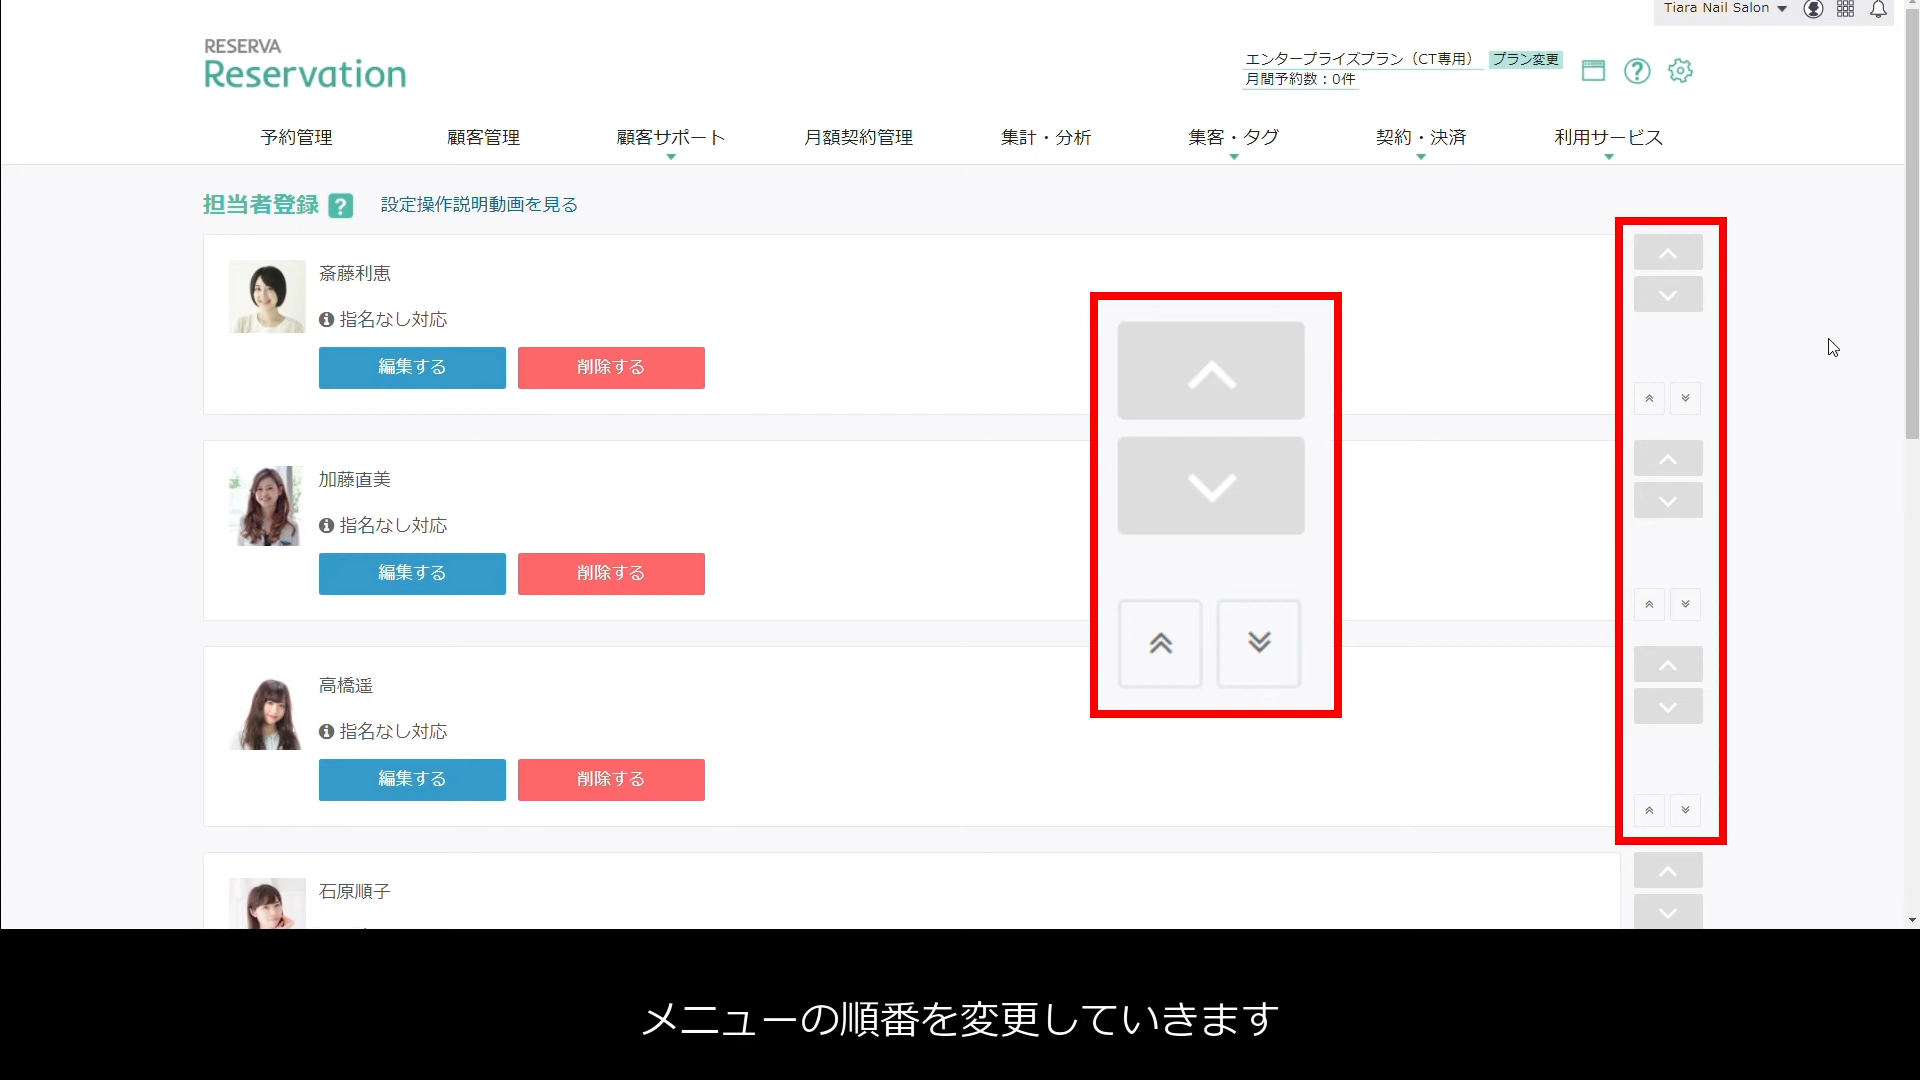 Tiara Nail Salon
RESERVA
Reservation
エンタープライズプラン（CT専用） プラン変更
月間予約数：0件
予約管理 顧客管理 顧客サポート 月額契約管理 集計・分析 集客・タグ 契約・決済 利用サービス
担当者登録 ? 設定操作説明動画を見る
斎藤利恵
指名なし対応
編集する 削除する
加藤直美
指名なし対応
編集する 削除する
高橋遥
指名なし対応
編集する 削除する
石原順子
メニューの順番を変更していきます